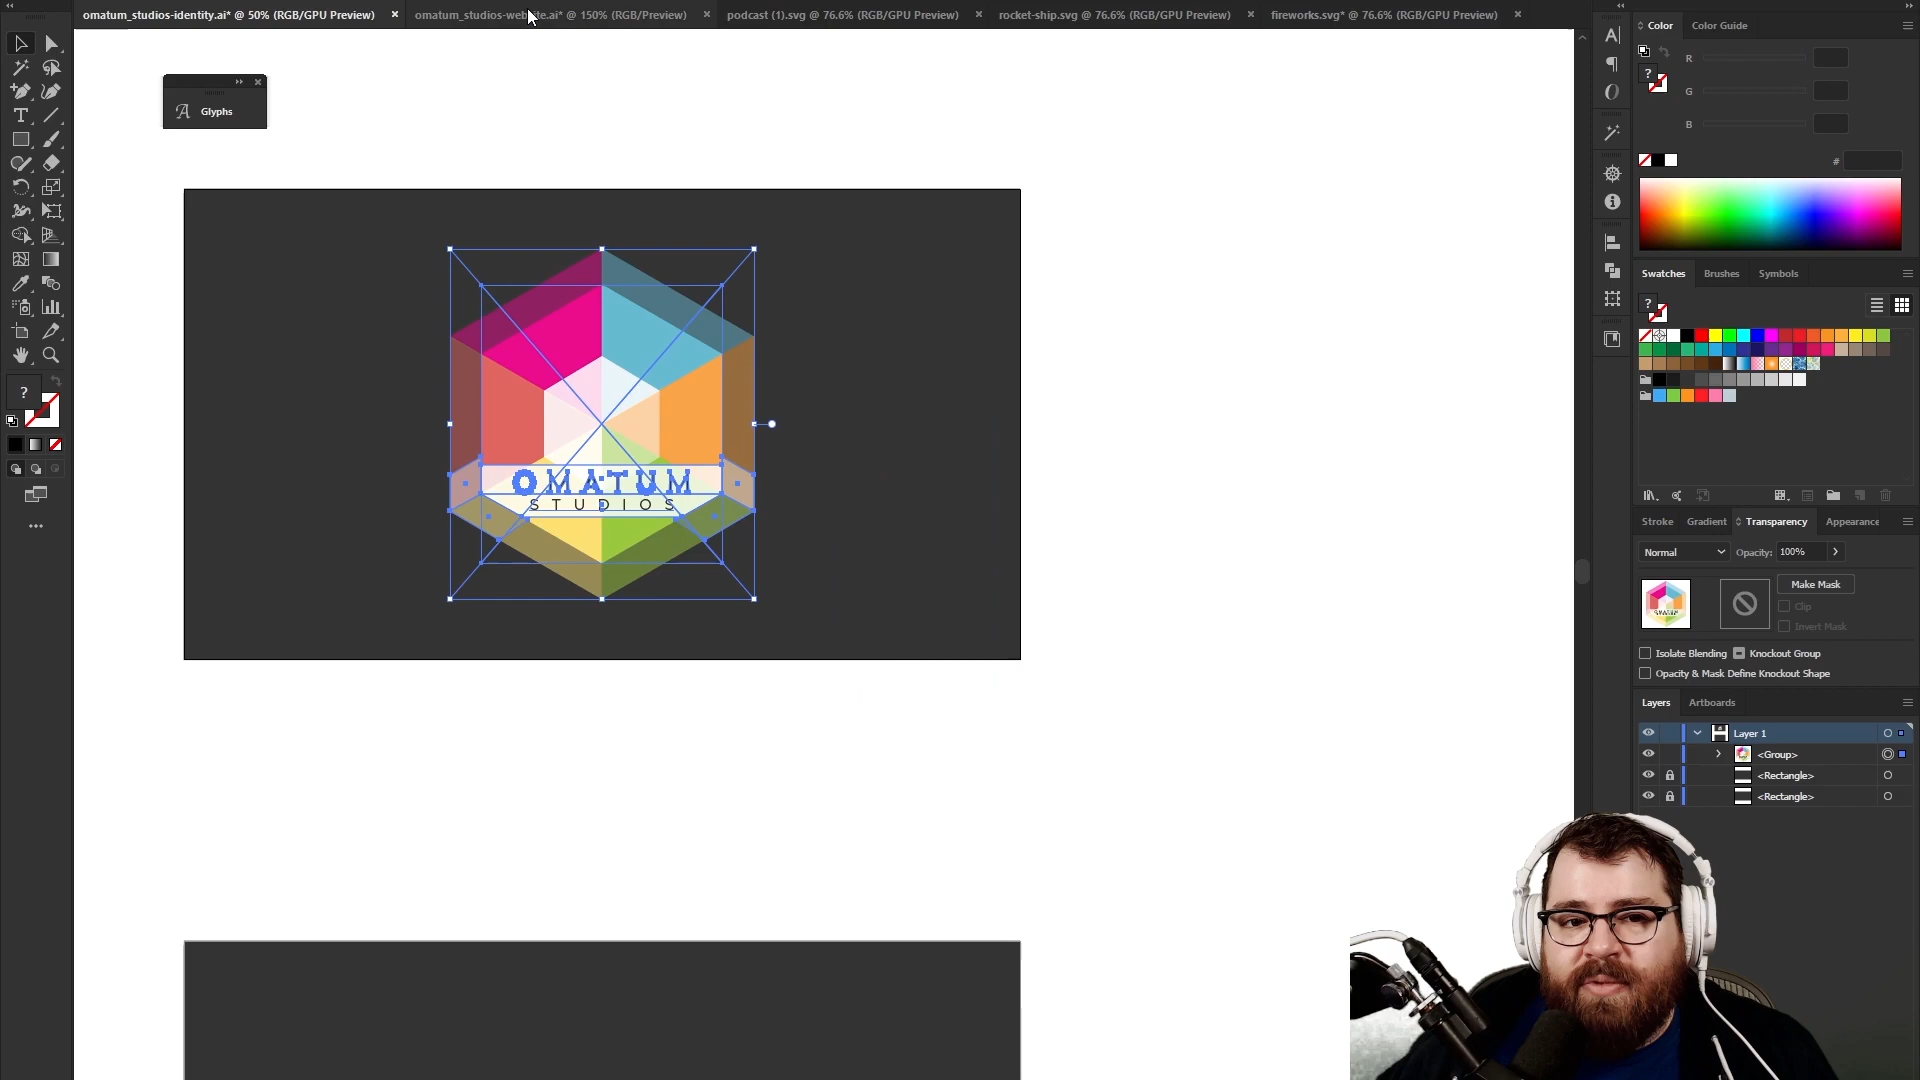 omatum_studios-identity.ai* @ 50% (RGB/GPU Preview)
omatum_studios-website.ai* @ 150% (RGB/Preview)
podcast (1).svg @ 76.6% (RGB/GPU Preview)
rocket-ship.svg @ 76.6% (RGB/GPU Preview)
fireworks.svg* @ 76.6% (RGB/GPU Preview)
Glyphs
OMATUM
STUDIOS
Color
Color Guide
R
G
B
#
Swatches
Brushes
Symbols
Stroke
Gradient
Transparency
Appearance
Normal
Opacity:
100%
Make Mask
Clip
Invert Mask
Isolate Blending
Knockout Group
Opacity & Mask Define Knockout Shape
Layers
Artboards
Layer 1
<Group>
<Rectangle>
<Rectangle>